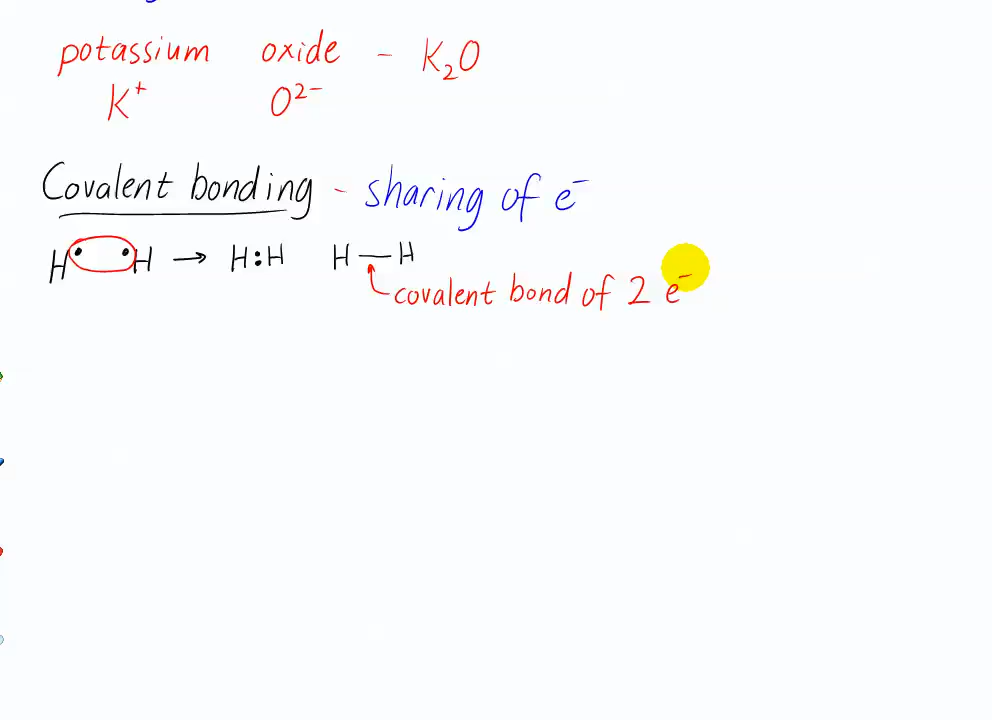 potassium oxide - K₂O
K⁺ O²⁻
Covalent bonding - sharing of e⁻
H• •H → H:H H—H
covalent bond of 2 e⁻